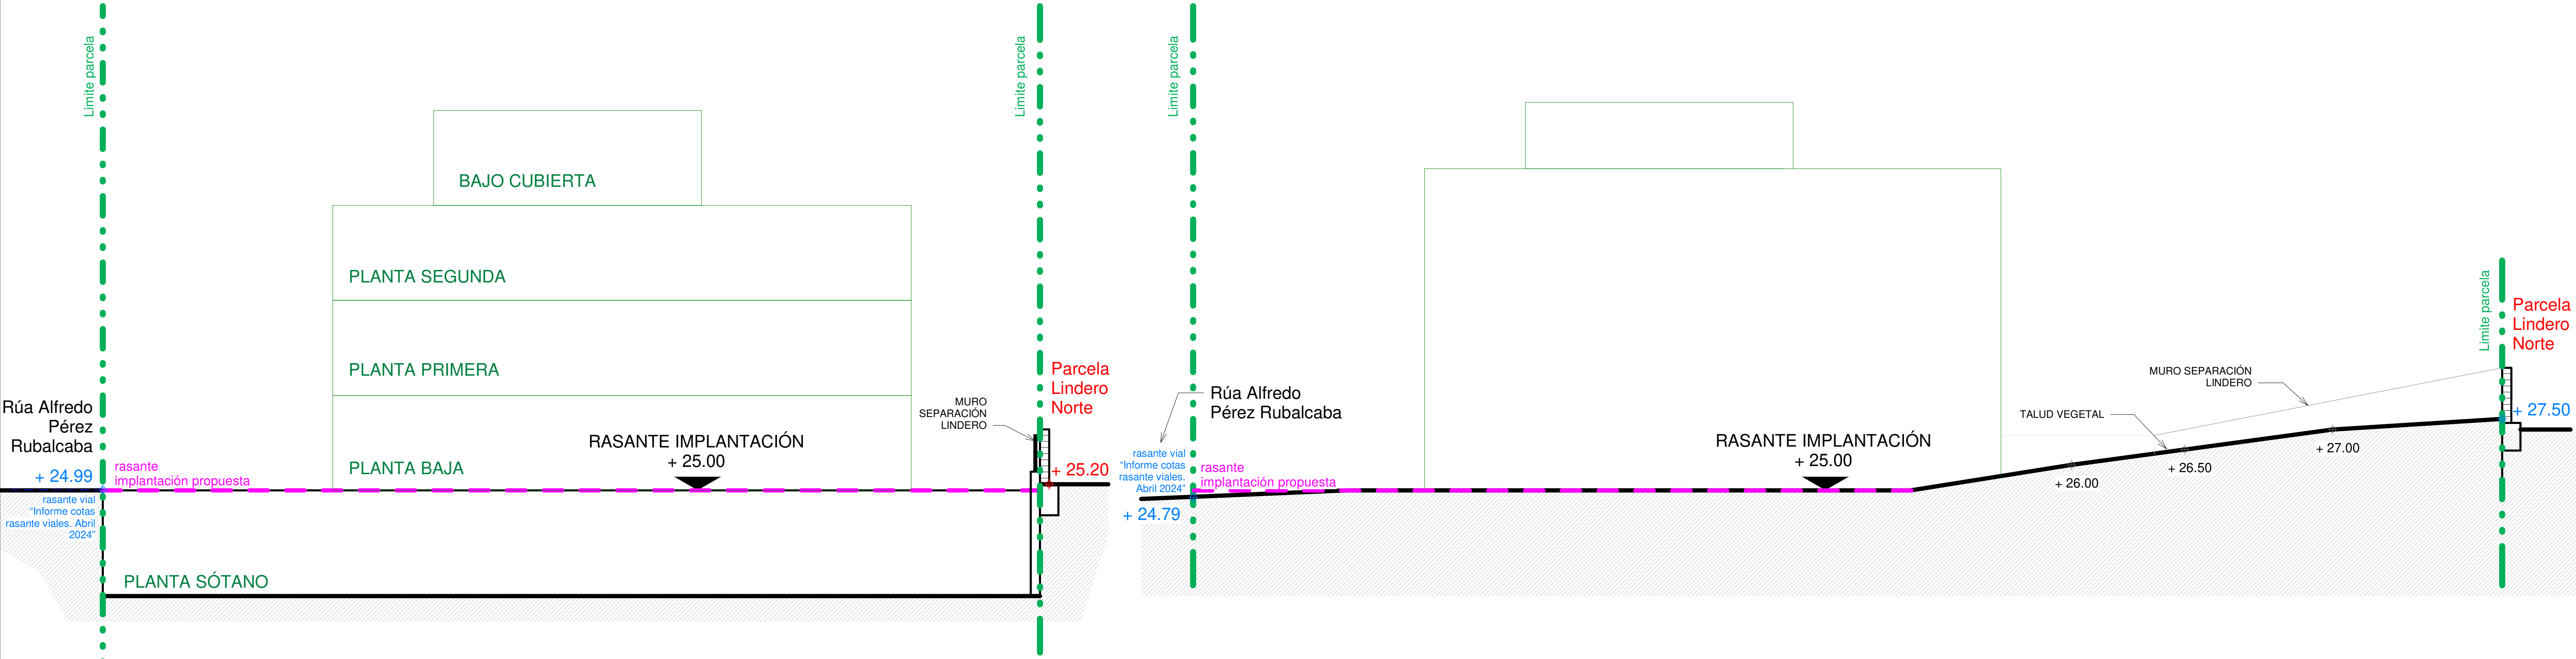 Limite parcela
BAJO CUBIERTA
PLANTA SEGUNDA
PLANTA PRIMERA
PLANTA BAJA
RASANTE IMPLANTACIÓN
+ 25.00
Rúa Alfredo
Pérez
Rubalcaba
+ 24.99
rasante vial
“Informe cotas
rasante viales. Abril
2024”
rasante
implantación propuesta
PLANTA SÓTANO
Limite parcela
MURO
SEPARACIÓN
LINDERO
Parcela
Lindero
Norte
+ 25.20
Limite parcela
Rúa Alfredo
Pérez Rubalcaba
rasante vial
“Informe cotas
rasante viales.
Abril 2024”
+ 24.79
rasante
implantación propuesta
RASANTE IMPLANTACIÓN
+ 25.00
MURO SEPARACIÓN
LINDERO
TALUD VEGETAL
+ 26.00
+ 26.50
+ 27.00
Limite parcela
Parcela
Lindero
Norte
+ 27.50